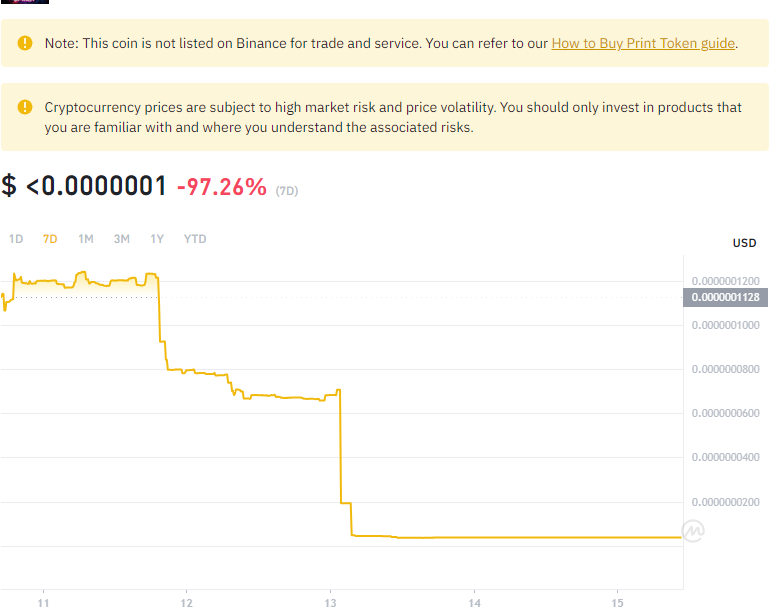 Note: This coin is not listed on Binance for trade and service. You can refer to our How to Buy Print Token guide.
Cryptocurrency prices are subject to high market risk and price volatility. You should only invest in products that
you are familiar with and where you understand the associated risks.
$ <0.0000001 -97.26% (7D)
1D 7D 1M 3M 1Y YTD
USD
0.0000001200
0.0000001128
0.0000001000
0.0000000800
0.0000000600
0.0000000400
0.0000000200
11 12 13 14 15